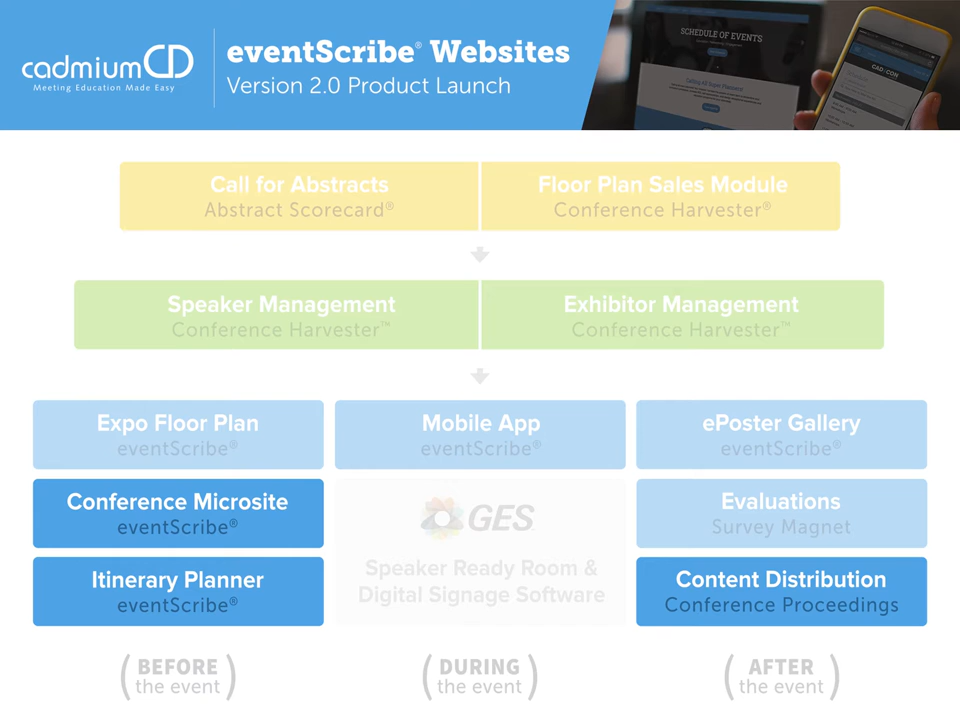 cadmiumCD
Meeting Education Made Easy
eventScribe® Websites
Version 2.0 Product Launch
SCHEDULE OF EVENTS
CAD/CON
Call for Abstracts
Abstract Scorecard®
Floor Plan Sales Module
Conference Harvester®
Speaker Management
Conference Harvester™
Exhibitor Management
Conference Harvester™
Expo Floor Plan
eventScribe®
Mobile App
eventScribe®
ePoster Gallery
eventScribe®
Conference Microsite
eventScribe®
GES
Evaluations
Survey Magnet
Itinerary Planner
eventScribe®
Speaker Ready Room &
Digital Signage Software
Content Distribution
Conference Proceedings
(BEFORE
the event)
(DURING
the event)
(AFTER
the event)